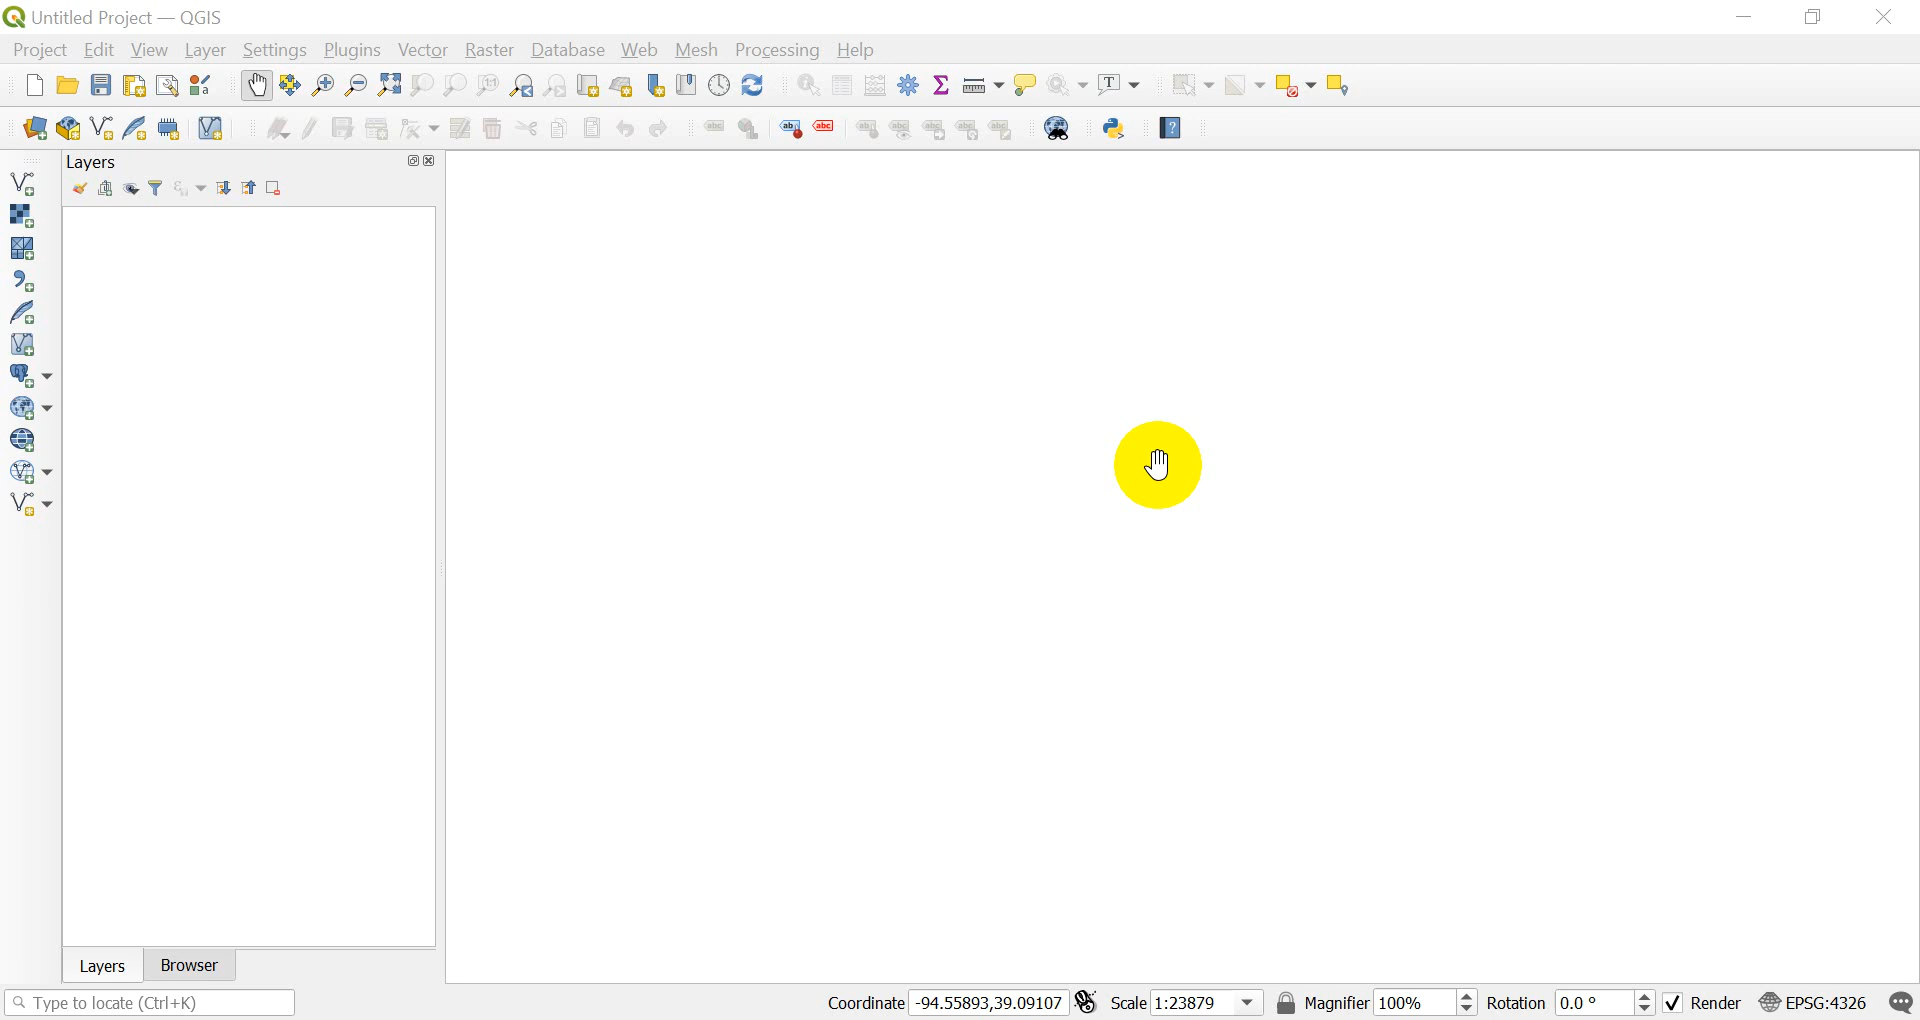 Untitled Project — QGIS
Project Edit View Layer Settings Plugins Vector Raster Database Web Mesh Processing Help
Layers
Layers Browser
Type to locate (Ctrl+K) Coordinate -94.55893,39.09107 Scale 1:23879 Magnifier 100% Rotation 0.0 ° Render EPSG:4326